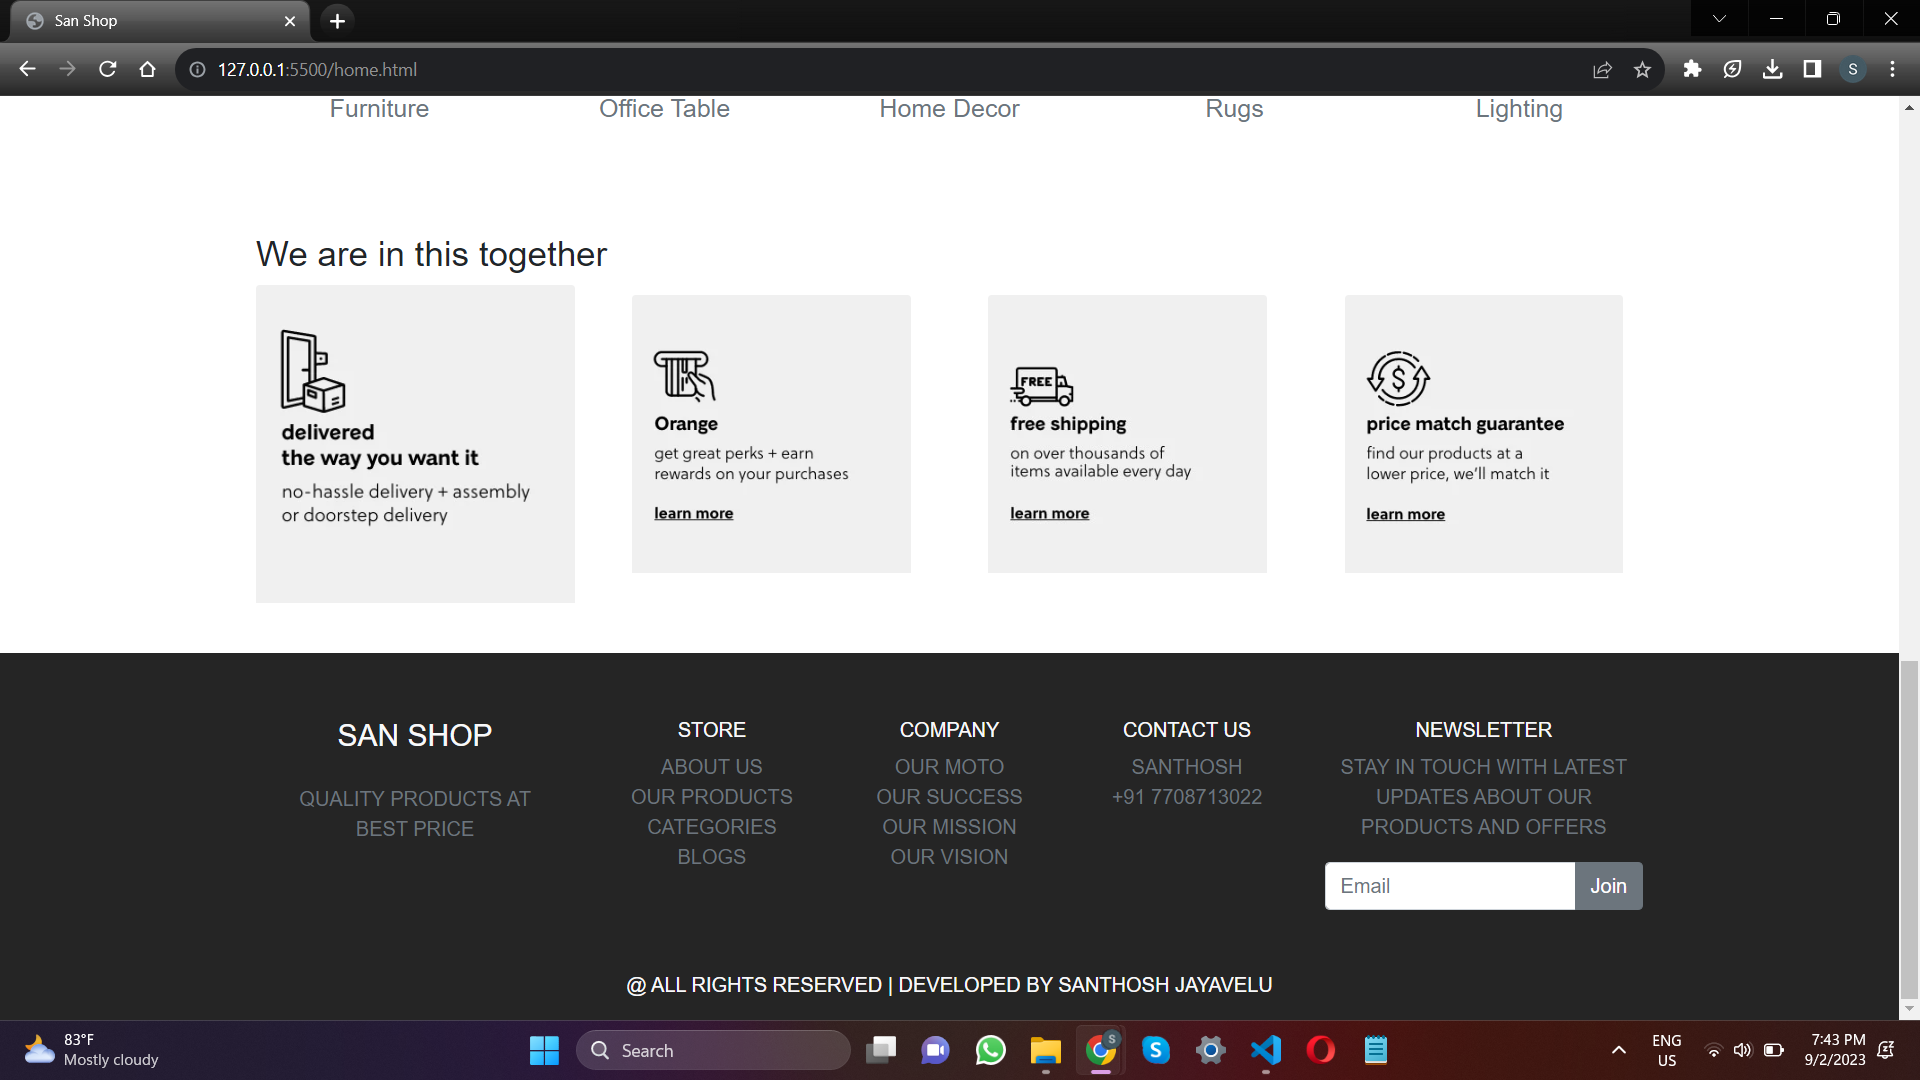 San Shop
127.0.0.1:5500/home.html
S
Furniture
Office Table
Home Decor
Rugs
Lighting
We are in this together
delivered
the way you want it
no-hassle delivery + assembly
or doorstep delivery
Orange
get great perks + earn
rewards on your purchases
learn more
FREE
free shipping
on over thousands of
items available every day
learn more
$
price match guarantee
find our products at a
lower price, we'll match it
learn more
SAN SHOP
QUALITY PRODUCTS AT
BEST PRICE
STORE
ABOUT US
OUR PRODUCTS
CATEGORIES
BLOGS
COMPANY
OUR MOTO
OUR SUCCESS
OUR MISSION
OUR VISION
CONTACT US
SANTHOSH
+91 7708713022
NEWSLETTER
STAY IN TOUCH WITH LATEST
UPDATES ABOUT OUR
PRODUCTS AND OFFERS
Email
Join
@ ALL RIGHTS RESERVED | DEVELOPED BY SANTHOSH JAYAVELU
83°F
Mostly cloudy
Search
S
S
ENG
US
7:43 PM
9/2/2023